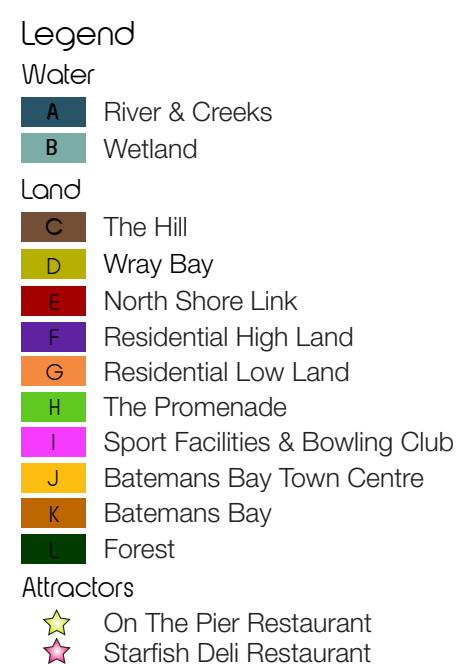 Legend
Water
A River & Creeks
B Wetland
Land
C The Hill
D Wray Bay
E North Shore Link
F Residential High Land
G Residential Low Land
H The Promenade
I Sport Facilities & Bowling Club
J Batemans Bay Town Centre
K Batemans Bay
L Forest
Attractors
On The Pier Restaurant
Starfish Deli Restaurant